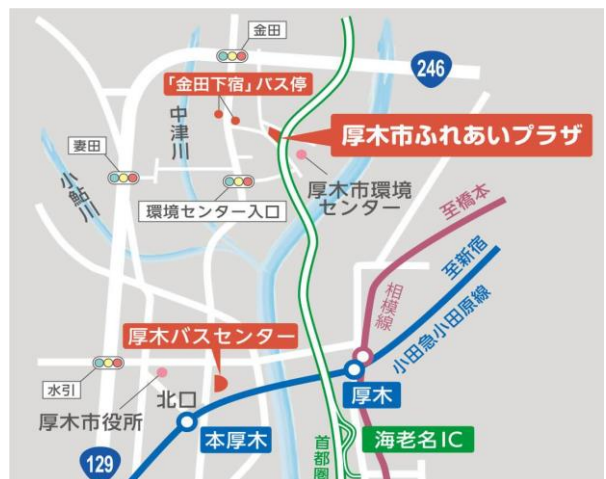 金田
246
「金田下宿」バス停
中津川
厚木市ふれあいプラザ
妻田
小鮎川
厚木市環境
センター
環境センター入口
至橋本
至新宿
相模線
小田急小田原線
厚木バスセンター
水引
厚木市役所
北口
厚木
本厚木
海老名IC
首都圏
129